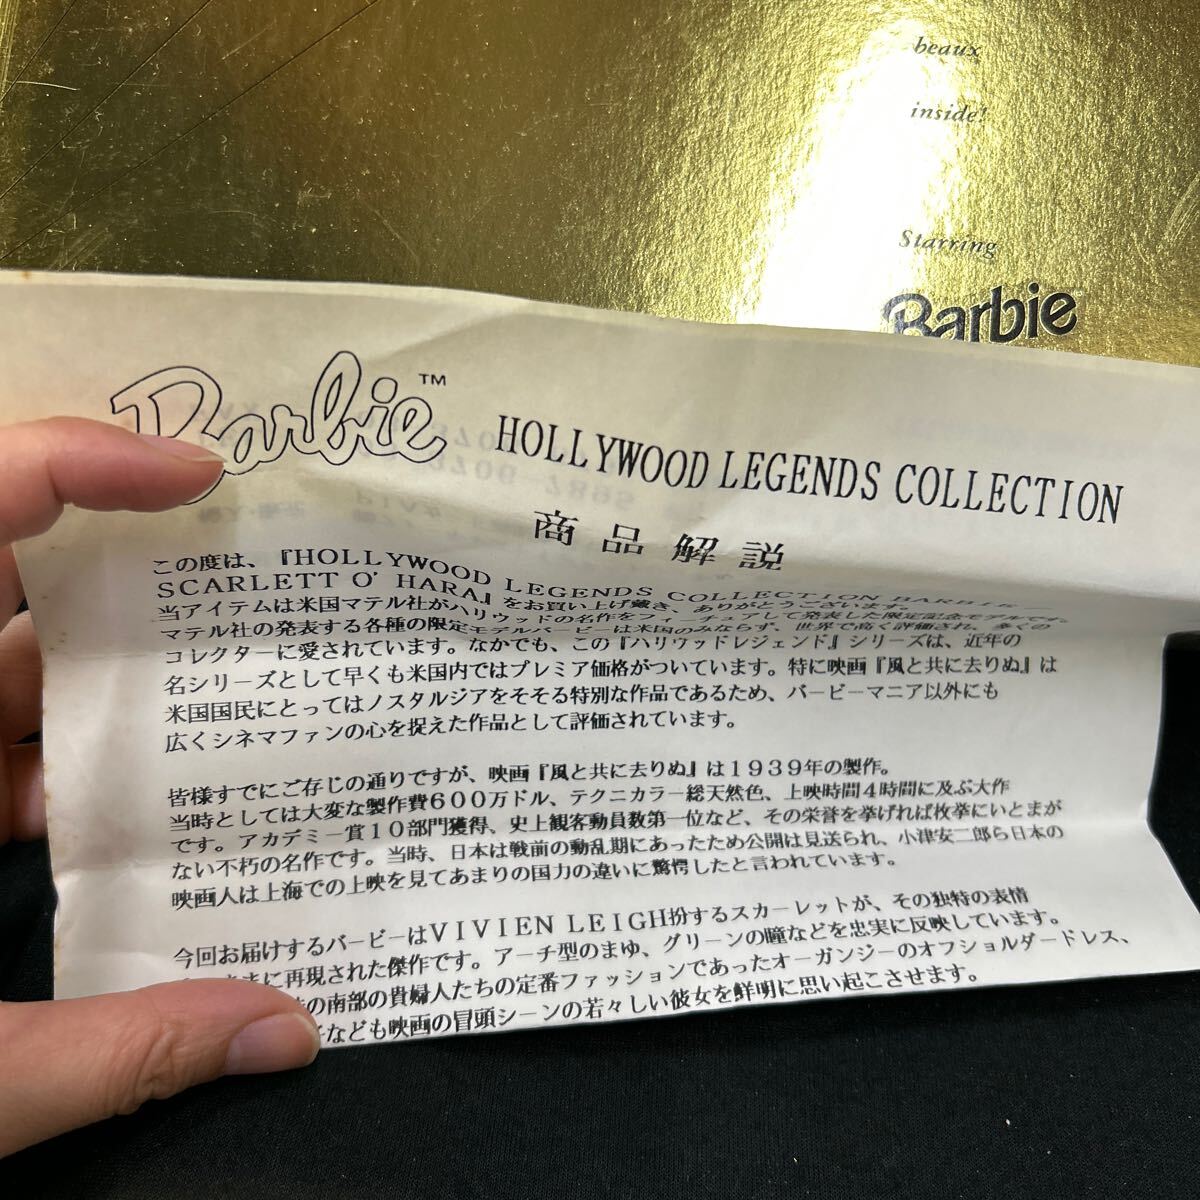 beaux
inside!
Starring
Barbie
Barbie™ HOLLYWOOD LEGENDS COLLECTION
商品解説
この度は、『HOLLYWOOD LEGENDS COLLECTION BARBIE
SCARLETT O'HARA』をお買い上げ戴き、ありがとうございます。
当アイテムは米国マテル社がハリウッドの名作をフィーチュアして発表した限定記念モデルです。
マテル社の発表する各種の限定モデルバービーは米国のみならず、世界で高く評価され、多くの
コレクターに愛されています。なかでも、この『ハリウッドレジェンド』シリーズは、近年の
名シリーズとして早くも米国内ではプレミア価格がついています。特に映画『風と共に去りぬ』は
米国国民にとってはノスタルジアをそそる特別な作品であるため、バービーマニア以外にも
広くシネマファンの心を捉えた作品として評価されています。
皆様すでにご存じの通りですが、映画『風と共に去りぬ』は1939年の製作。
当時としては大変な製作費600万ドル、テクニカラー総天然色、上映時間4時間に及ぶ大作
です。アカデミー賞10部門獲得、史上観客動員数第一位など、その栄誉を挙げれば枚挙にいとまが
ない不朽の名作です。当時、日本は戦前の動乱期にあったため公開は見送られ、小津安二郎ら日本の
映画人は上海での上映を見てあまりの国力の違いに驚愕したと言われています。
今回お届けするバービーはVIVIEN LEIGH扮するスカーレットが、その独特の表情
まに再現された傑作です。アーチ型のまゆ、グリーンの瞳などを忠実に反映しています。
の南部の貴婦人たちの定番ファッションであったオーガンジーのオフショルダードレス、
なども映画の冒頭シーンの若々しい彼女を鮮明に思い起こさせます。